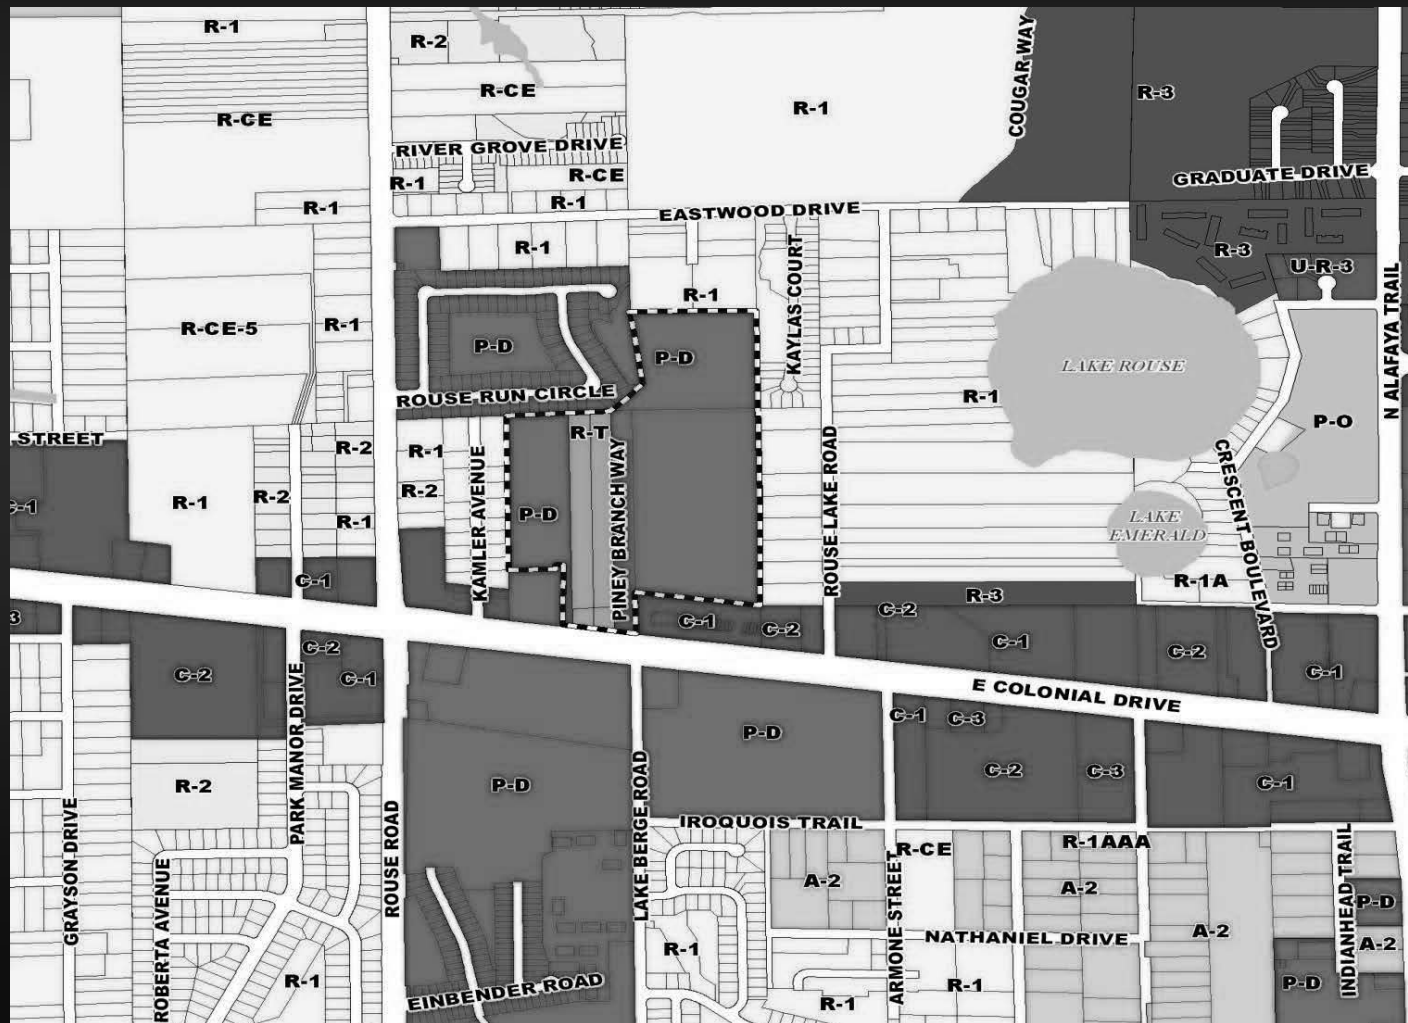 R-1
R-2
COUGAR WAY
R-CE
R-3
R-1
R-CE
RIVER GROVE DRIVE
R-1
R-CE
GRADUATE DRIVE
R-1
R-1
EASTWOOD DRIVE
R-1
R-3
U-R-3
KAYLAS COURT
N ALAFAYA TRAIL
R-1
R-CE-5
R-1
P-D
P-D
LAKE ROUSE
ROUSE RUN CIRCLE
R-1
P-O
STREET
R-T
R-2
R-1
R-2
R-1
R-2
R-1
KAMLER AVENUE
P-D
PINEY BRANCH WAY
ROUSE LAKE ROAD
LAKE
EMERALD
CRESCENT BOULEVARD
C-1
C-1
R-1A
R-3
C-2
C-1
C-2
C-1
C-2
C-1
3
C-2
C-2
C-1
PARK MANOR DRIVE
E COLONIAL DRIVE
C-1
C-3
P-D
C-2
C-3
C-1
P-D
R-2
LAKE BERGE ROAD
IROQUOIS TRAIL
GRAYSON DRIVE
ROUSE ROAD
R-CE
R-1AAA
ROBERTA AVENUE
A-2
ARMONE STREET
A-2
INDIANHEAD TRAIL
P-D
A-2
A-2
NATHANIEL DRIVE
R-1
R-1
EINBENDER ROAD
R-1
R-1
P-D